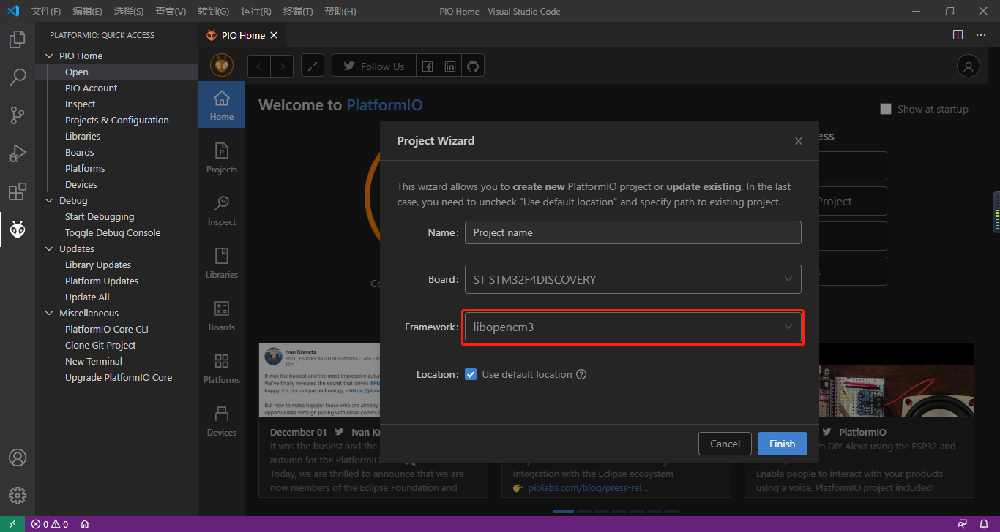 文件(F) 编辑(E) 选择(S) 查看(V) 转到(G) 运行(R) 终端(T) 帮助(H) PIO Home - Visual Studio Code
PLATFORMIO: QUICK ACCESS
PIO Home
Open
PIO Account
Inspect
Projects & Configuration
Libraries
Boards
Platforms
Devices
Debug
Start Debugging
Toggle Debug Console
Updates
Library Updates
Platform Updates
Update All
Miscellaneous
PlatformIO Core CLI
Clone Git Project
New Terminal
Upgrade PlatformIO Core
PIO Home
Follow Us
Home
Projects
Inspect
Libraries
Boards
Platforms
Devices
Welcome to PlatformIO
Show at startup
ess
Project
Co
Project Wizard
This wizard allows you to create new PlatformIO project or update existing. In the last
case, you need to uncheck "Use default location" and specify path to existing project.
Name: Project name
Board: ST STM32F4DISCOVERY
Framework: libopencm3
Location: Use default location
Cancel Finish
Ivan Kravets
Ph.D., Founder & CEO at PlatformIO Labs
10m
It was the busiest and the most impressive autu
We've finally revealed the secret that drives #Pla
happy. It's our unique technology – https://piola
But how to make happier those who are already
opportunities through joining with other commu
December 01 Ivan Kr
It was the busiest and the
autumn for the PlatformIO Labs
Today, we are thrilled to announce that we are
now members of the Eclipse Foundation and
integration with the Eclipse ecosystem
piolabs.com/blog/press-rel...
PlatformIO
n DIY Alexa using the ESP32 and
Enable people to interact with your products
using a voice. PlatformIO project included!
0 0